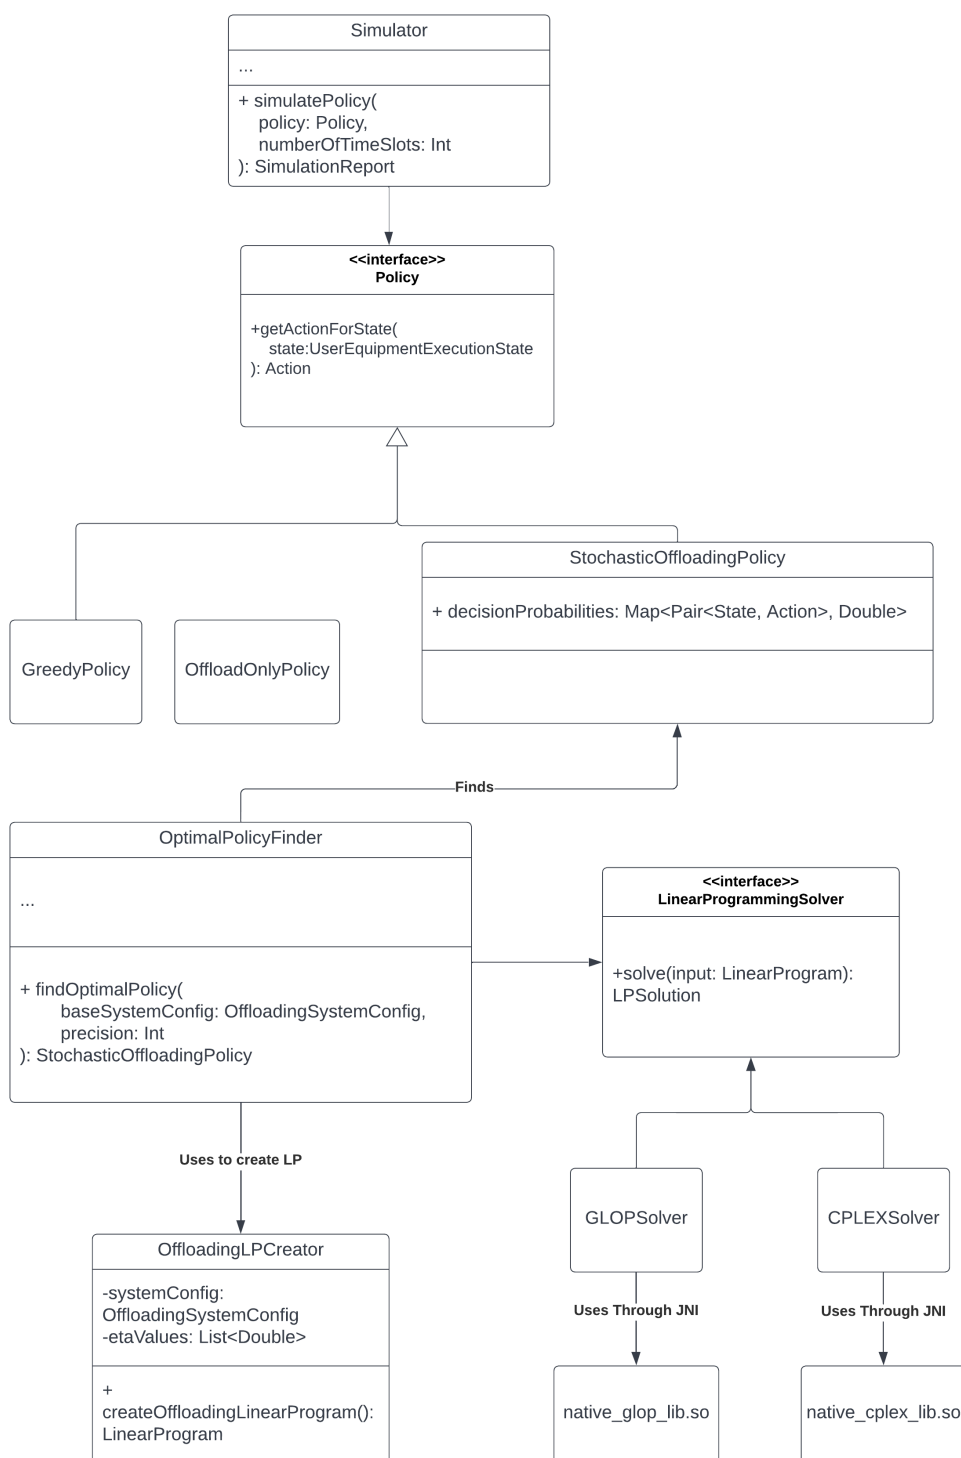 Simulator
...
+ simulatePolicy(
policy: Policy,
numberOfTimeSlots: Int
): SimulationReport
<<interface>>
Policy
+getActionForState(
state:UserEquipmentExecutionState
): Action
StochasticOffloadingPolicy
+ decisionProbabilities: Map<Pair<State, Action>, Double>
GreedyPolicy
OffloadOnlyPolicy
Finds
OptimalPolicyFinder
...
+ findOptimalPolicy(
baseSystemConfig: OffloadingSystemConfig,
precision: Int
): StochasticOffloadingPolicy
<<interface>>
LinearProgrammingSolver
+solve(input: LinearProgram):
LPSolution
Uses to create LP
GLOPSolver
CPLEXSolver
OffloadingLPCreator
-systemConfig:
OffloadingSystemConfig
-etaValues: List<Double>
+
createOffloadingLinearProgram():
LinearProgram
Uses Through JNI
Uses Through JNI
native_glop_lib.so
native_cplex_lib.so